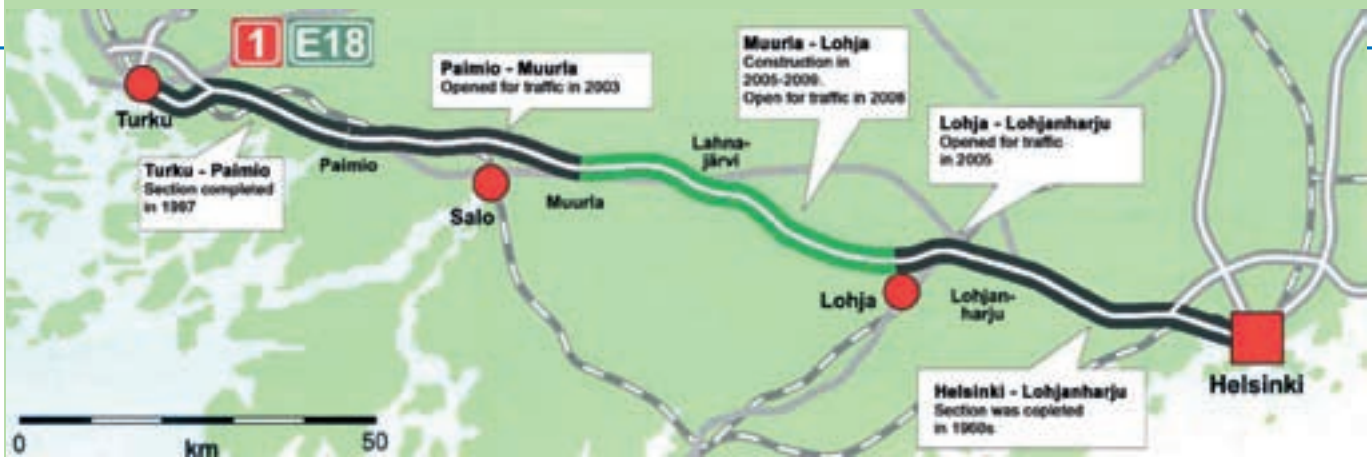 1 E18
Turku
Turku - Paimio
Section completed
in 1997
Paimio
Paimio - Muurla
Opened for traffic in 2003
Salo
Muurla
Lahna-
järvi
Muurla - Lohja
Construction in
2005-2009.
Open for traffic in 2008
Lohja - Lohjanharju
Opened for traffic
in 2005
Lohja
Lohjan-
harju
Helsinki - Lohjanharju
Section was copleted
in 1960s
Helsinki
0 50
km